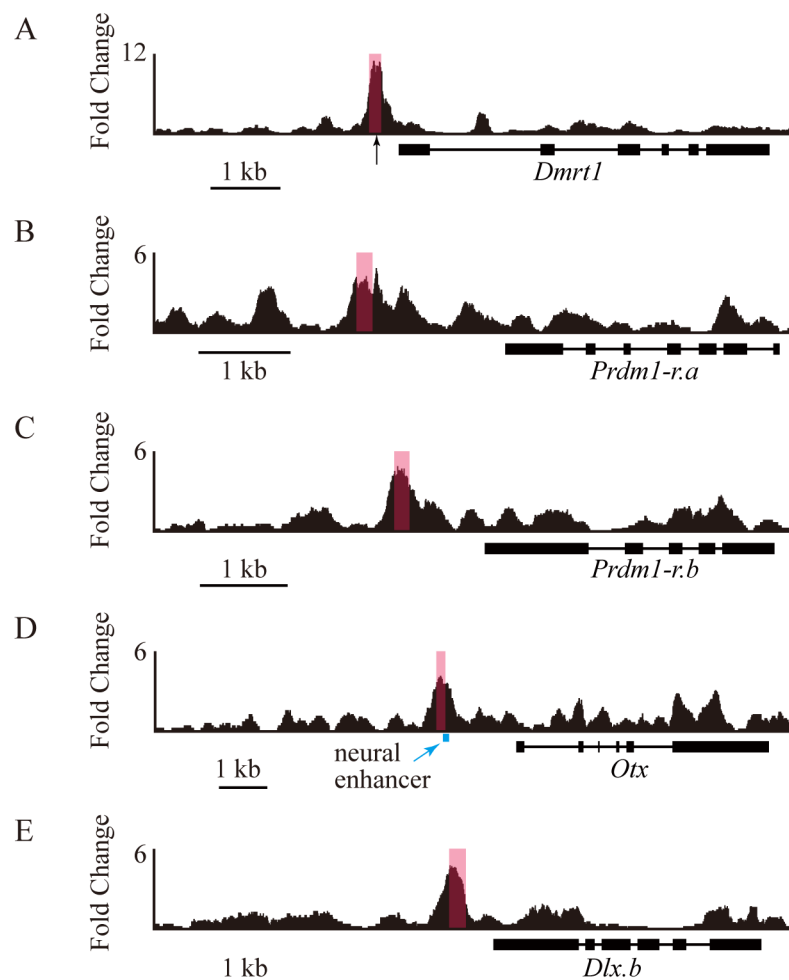 A
Fold Change
12
1 kb
Dmrt1
B
Fold Change
6
1 kb
Prdm1-r.a
C
Fold Change
6
1 kb
Prdm1-r.b
D
Fold Change
6
neural
enhancer
1 kb
Otx
E
Fold Change
6
1 kb
Dlx.b